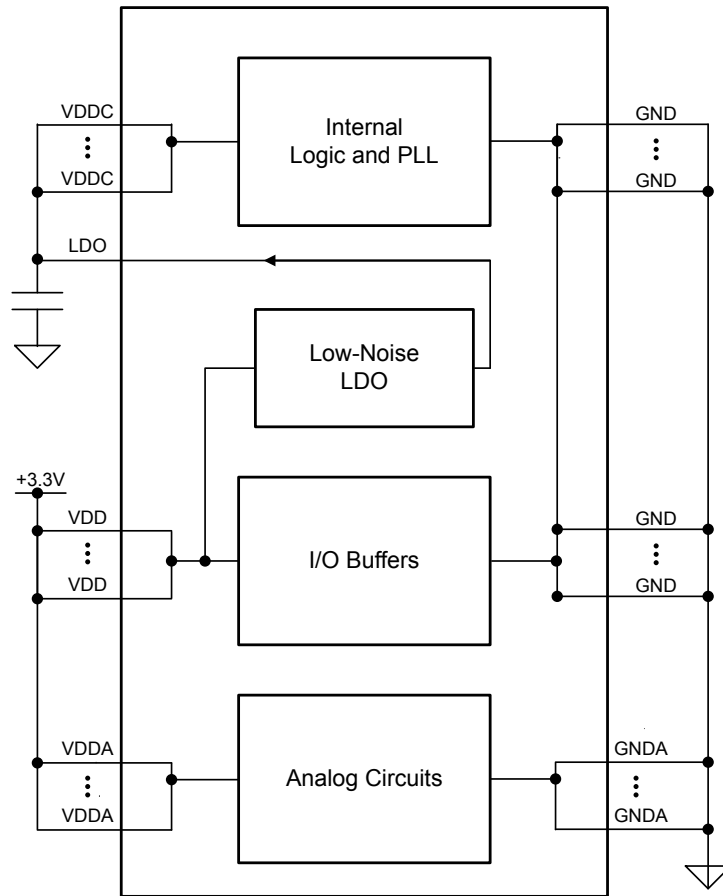 VDDC
VDDC
Internal
Logic and PLL
GND
GND
LDO
Low-Noise
LDO
+3.3V
VDD
VDD
I/O Buffers
GND
GND
VDDA
VDDA
Analog Circuits
GNDA
GNDA